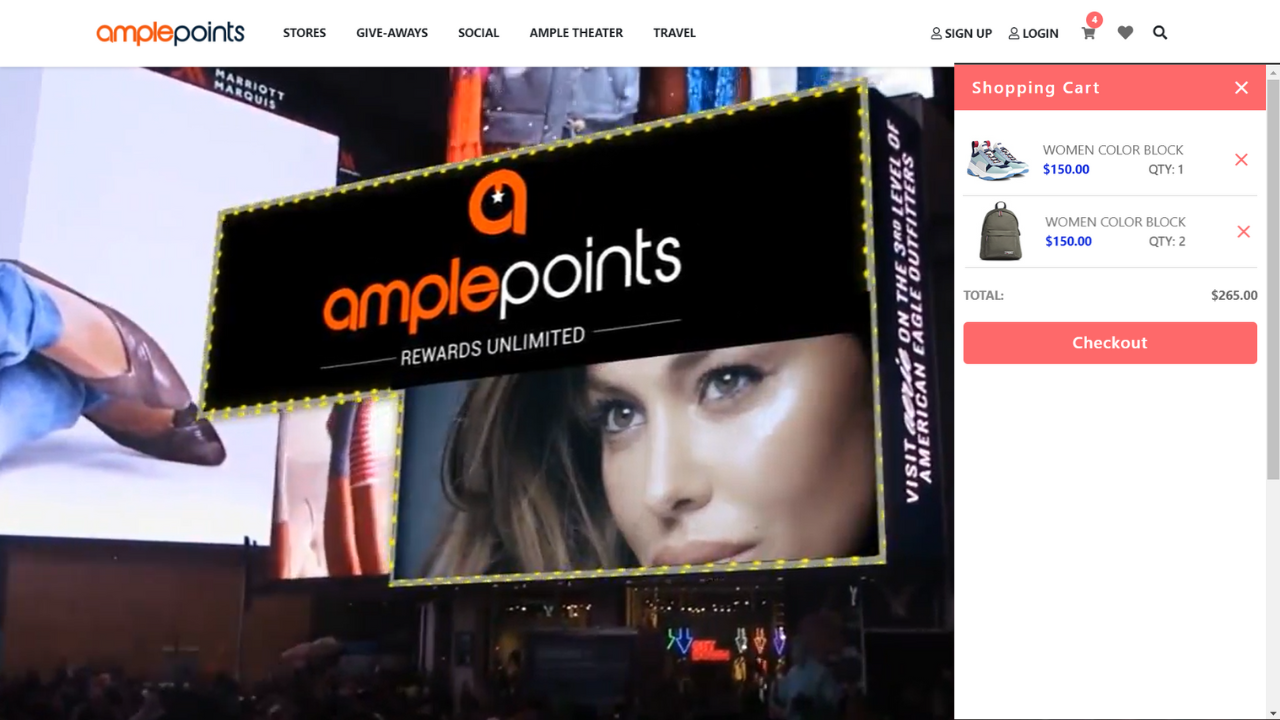 amplepoints
STORES
GIVE-AWAYS
SOCIAL
AMPLE THEATER
TRAVEL
SIGN UP
LOGIN
4
MARRIOTT
MARQUIS
amplepoints
REWARDS UNLIMITED
VISIT aerie ON THE 3RD LEVEL OF
AMERICAN EAGLE OUTFITTERS
Shopping Cart
WOMEN COLOR BLOCK
$150.00 QTY: 1
WOMEN COLOR BLOCK
$150.00 QTY: 2
TOTAL: $265.00
Checkout